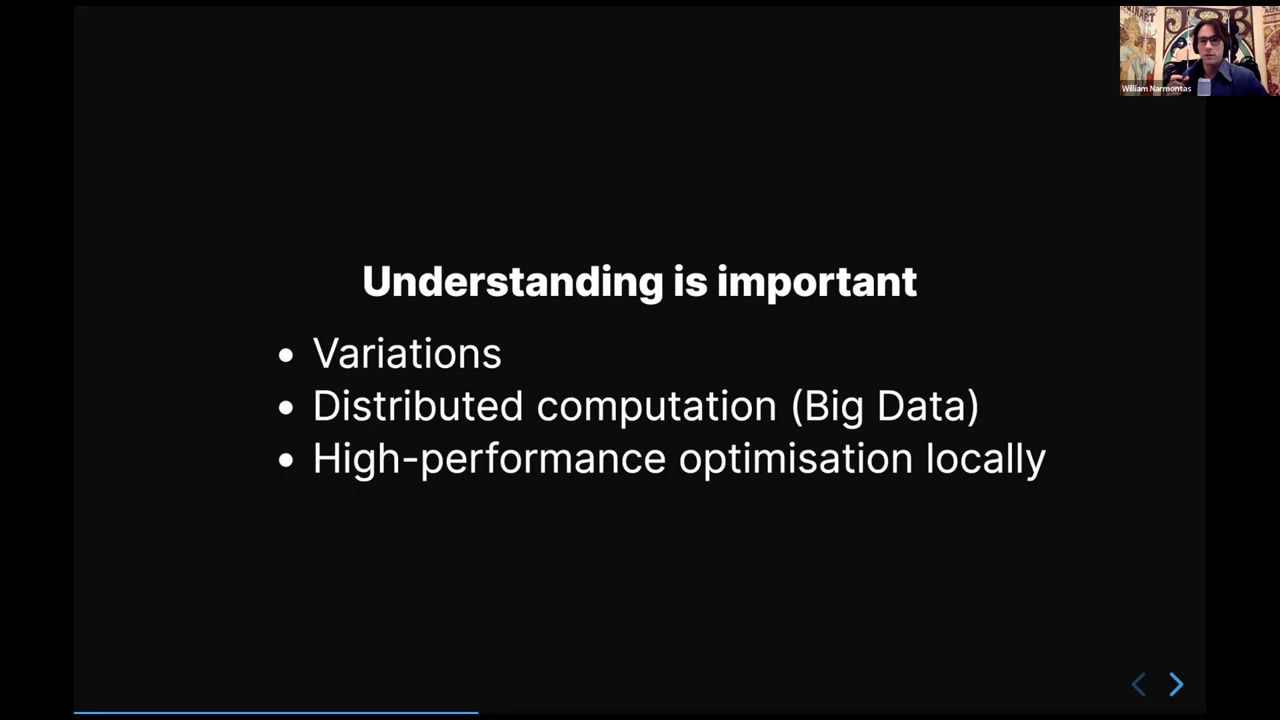 William Narmontas
Understanding is important
Variations
Distributed computation (Big Data)
High-performance optimisation locally